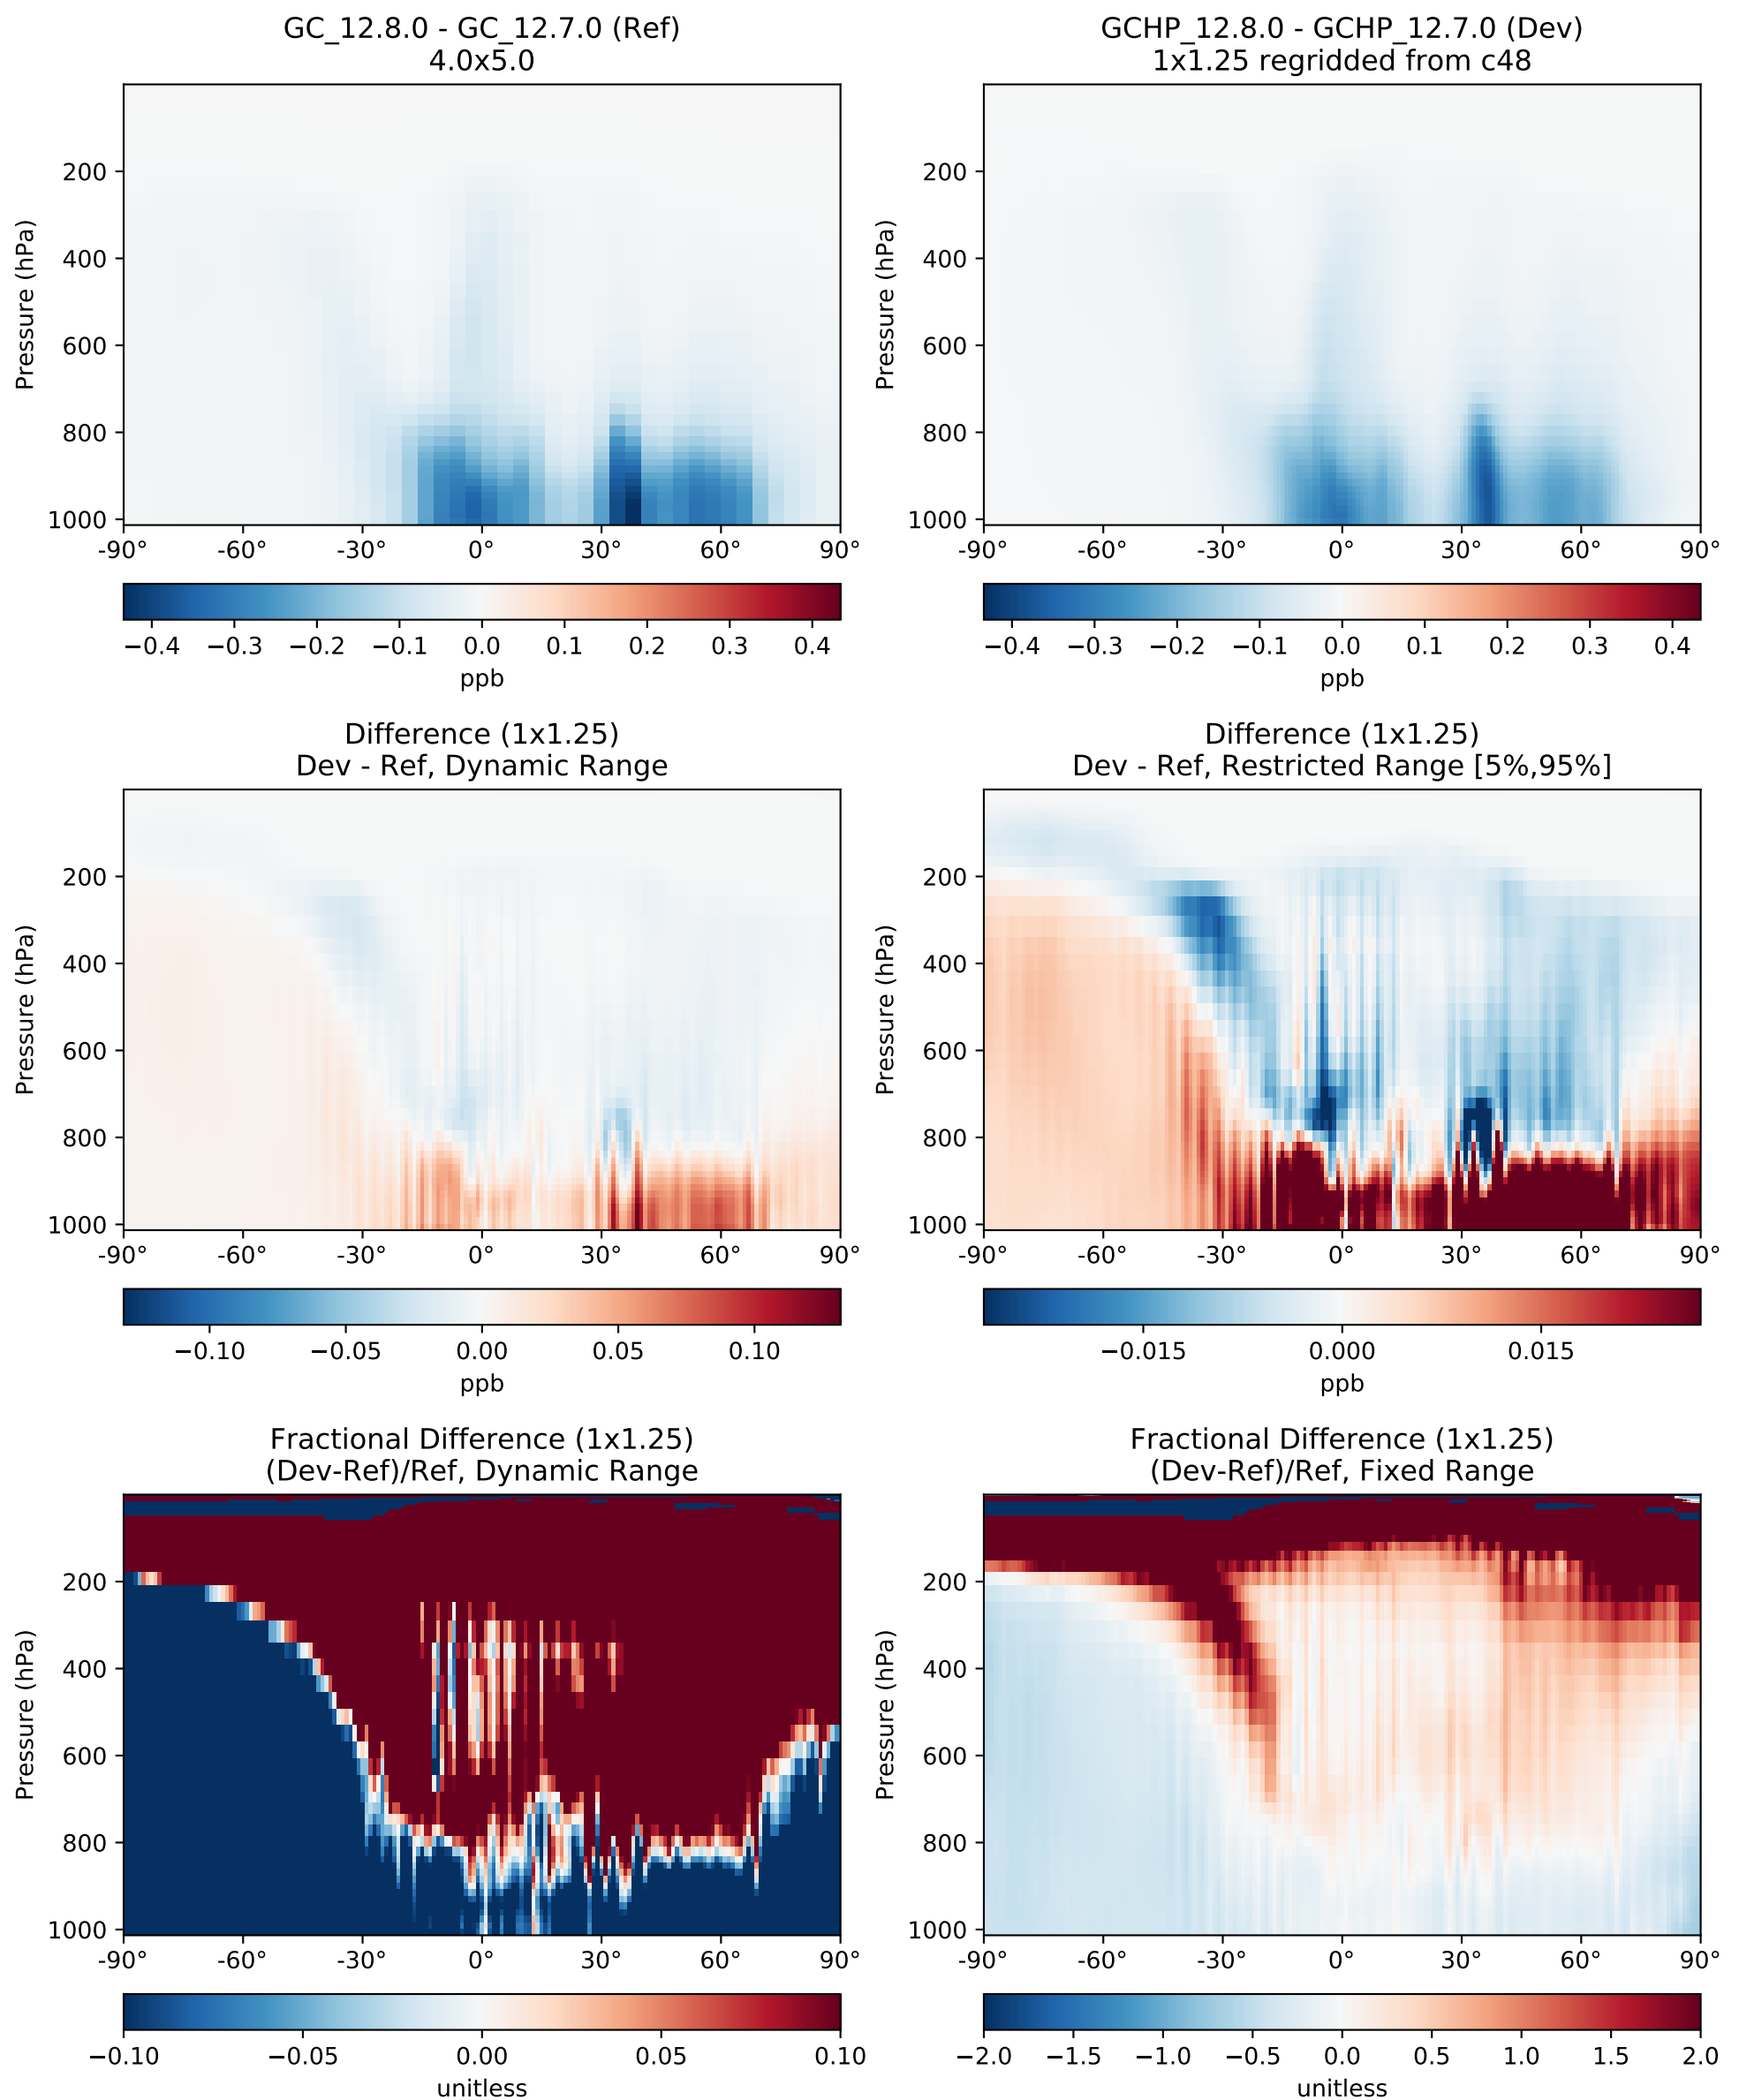 GC_12.8.0 - GC_12.7.0 (Ref)
4.0x5.0
GCHP_12.8.0 - GCHP_12.7.0 (Dev)
1x1.25 regridded from c48
Pressure (hPa)
200
400
600
800
1000
-90° -60° -30° 0° 30° 60° 90°
−0.4 −0.3 −0.2 −0.1 0.0 0.1 0.2 0.3 0.4
ppb
Pressure (hPa)
200
400
600
800
1000
-90° -60° -30° 0° 30° 60° 90°
−0.4 −0.3 −0.2 −0.1 0.0 0.1 0.2 0.3 0.4
ppb
Difference (1x1.25)
Dev - Ref, Dynamic Range
Difference (1x1.25)
Dev - Ref, Restricted Range [5%,95%]
Pressure (hPa)
200
400
600
800
1000
-90° -60° -30° 0° 30° 60° 90°
−0.10 −0.05 0.00 0.05 0.10
ppb
Pressure (hPa)
200
400
600
800
1000
-90° -60° -30° 0° 30° 60° 90°
−0.015 0.000 0.015
ppb
Fractional Difference (1x1.25)
(Dev-Ref)/Ref, Dynamic Range
Fractional Difference (1x1.25)
(Dev-Ref)/Ref, Fixed Range
Pressure (hPa)
200
400
600
800
1000
-90° -60° -30° 0° 30° 60° 90°
−0.10 −0.05 0.00 0.05 0.10
unitless
Pressure (hPa)
200
400
600
800
1000
-90° -60° -30° 0° 30° 60° 90°
−2.0 −1.5 −1.0 −0.5 0.0 0.5 1.0 1.5 2.0
unitless